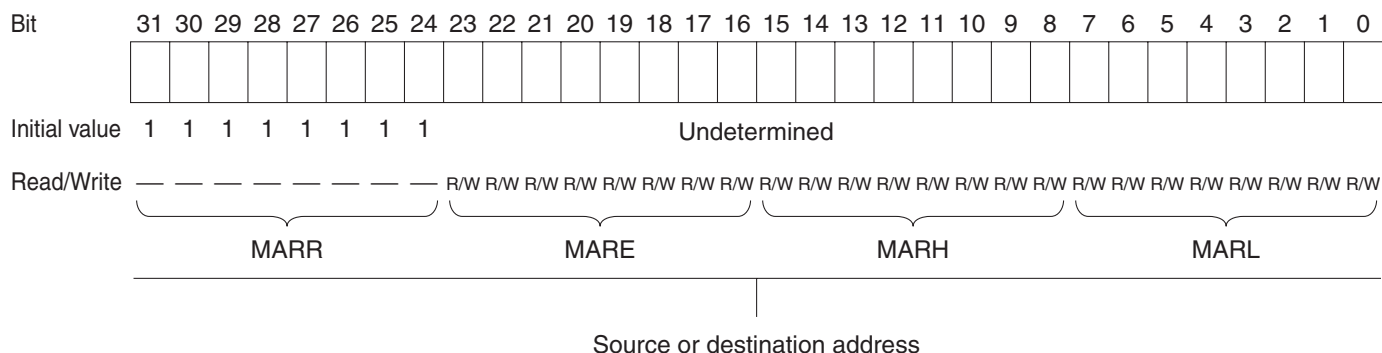 Bit 31 30 29 28 27 26 25 24 23 22 21 20 19 18 17 16 15 14 13 12 11 10 9 8 7 6 5 4 3 2 1 0
Initial value 1 1 1 1 1 1 1 1 Undetermined
Read/Write — — — — — — — — R/W R/W R/W R/W R/W R/W R/W R/W R/W R/W R/W R/W R/W R/W R/W R/W R/W R/W R/W R/W R/W R/W R/W R/W
MARR MARE MARH MARL
Source or destination address